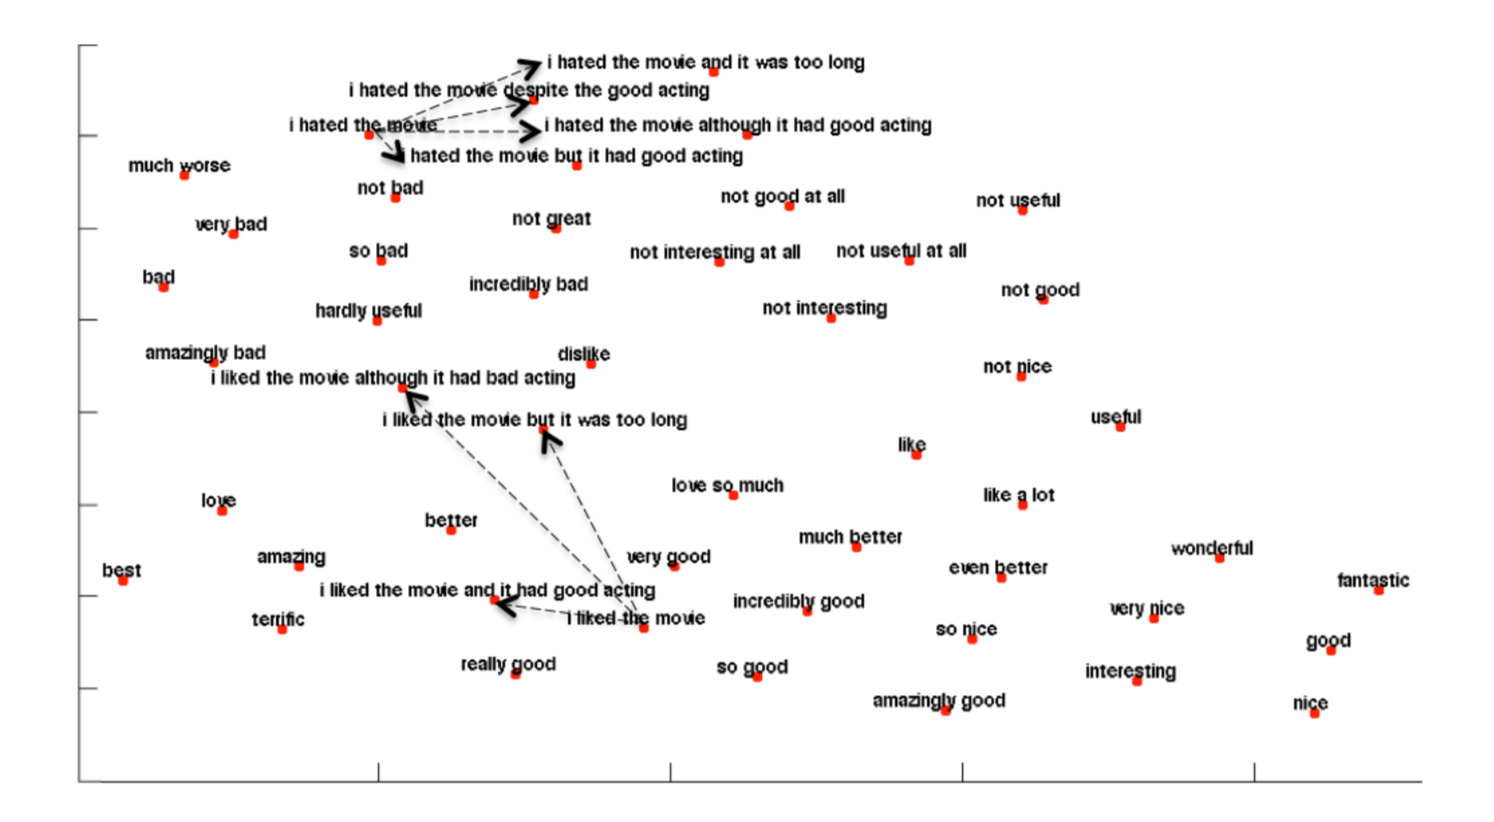 i hated the movie and it was too long
i hated the movie despite the good acting
i hated the movie
i hated the movie although it had good acting
i hated the movie but it had good acting
much worse
not bad
not good at all
not useful
not great
very bad
so bad
not interesting at all
not useful at all
bad
incredibly bad
not good
hardly useful
not interesting
amazingly bad
dislike
not nice
i liked the movie although it had bad acting
i liked the movie but it was too long
useful
like
love so much
like a lot
love
better
much better
wonderful
amazing
very good
even better
best
fantastic
i liked the movie and it had good acting
incredibly good
very nice
terrific
i liked the movie
so nice
good
really good
so good
interesting
amazingly good
nice